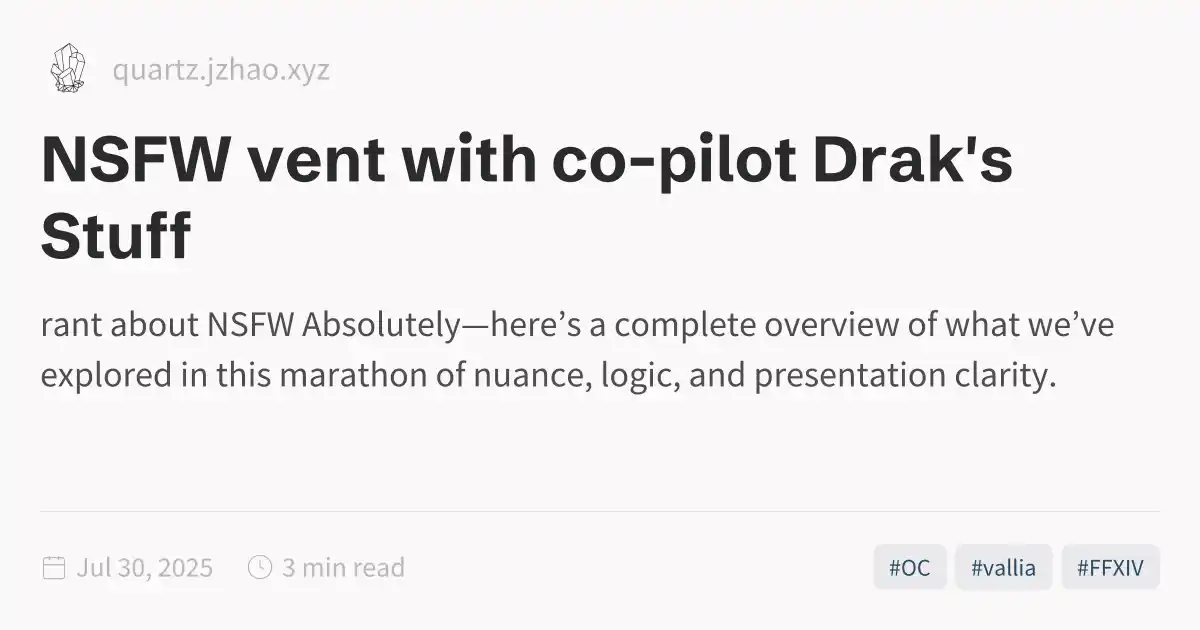 quartz.jzhao.xyz
NSFW vent with co-pilot Drak's
Stuff
rant about NSFW Absolutely—here’s a complete overview of what we’ve
explored in this marathon of nuance, logic, and presentation clarity.
Jul 30, 2025 3 min read #OC #vallia #FFXIV